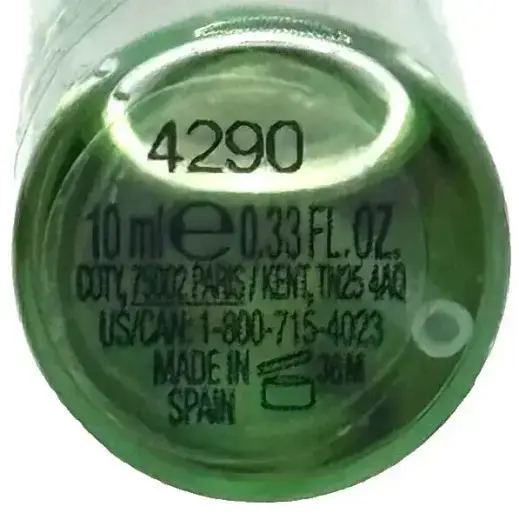 4290
10 ml ℮ 0.33 FL. OZ.
COTY, 75002 PARIS / KENT, TN25 4AQ
US/CAN: 1-800-715-4023
MADE IN 36M
SPAIN